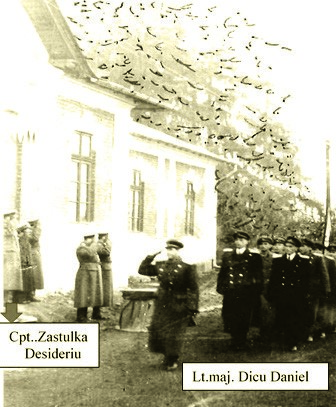 Cpt..Zastulka
Desideriu
Lt.maj. Dicu Daniel